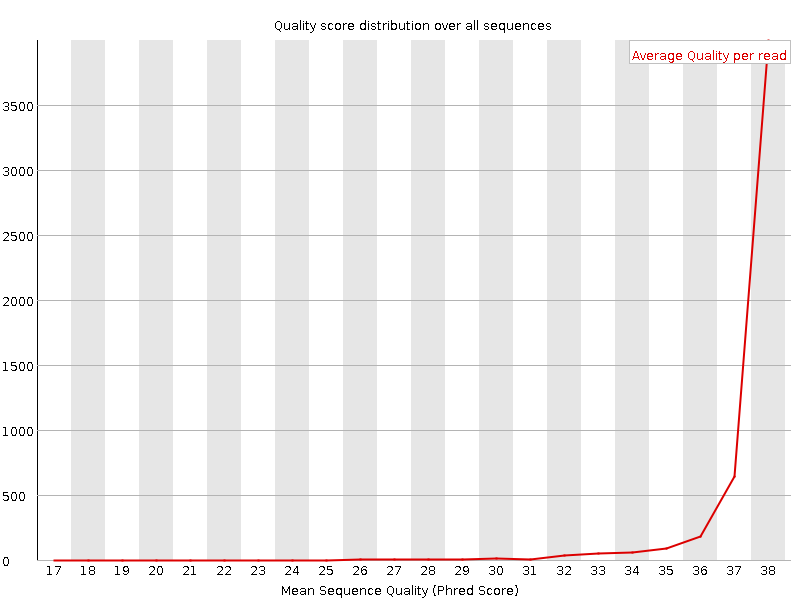 Quality score distribution over all sequences
Average Quality per read
3500
3000
2500
2000
1500
1000
500
0
17 18 19 20 21 22 23 24 25 26 27 28 29 30 31 32 33 34 35 36 37 38
Mean Sequence Quality (Phred Score)